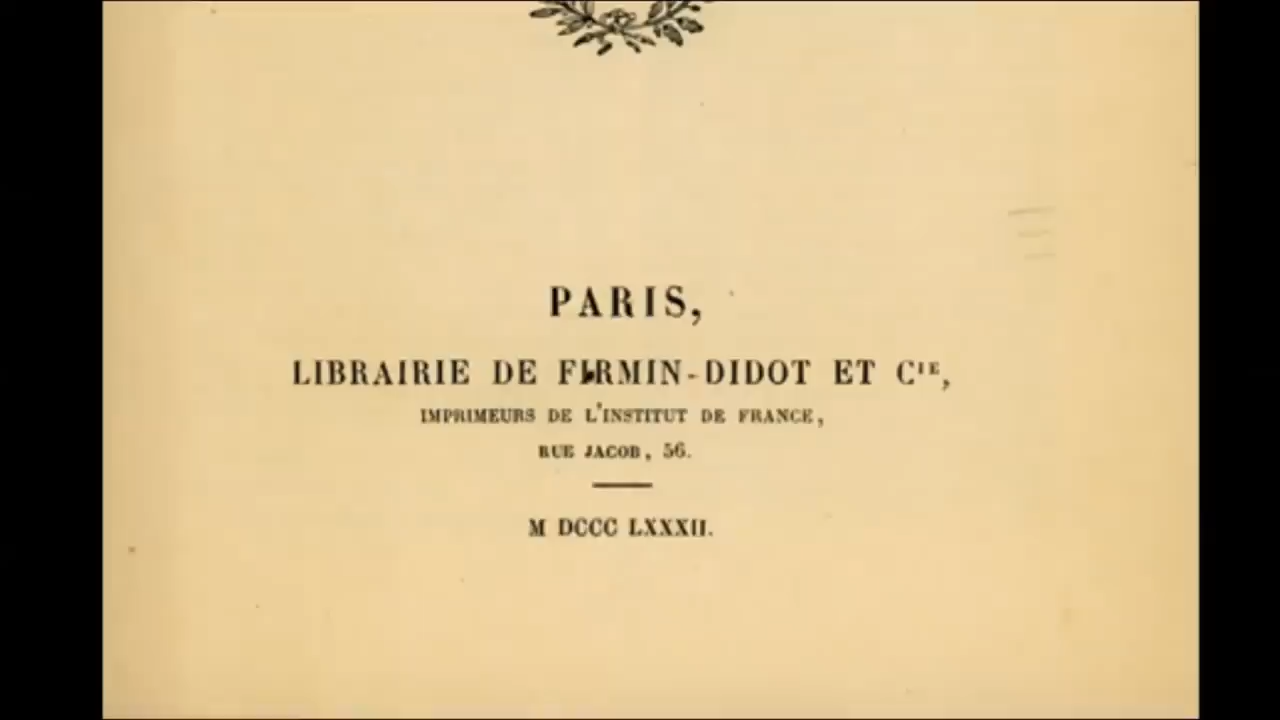 PARIS,
LIBRAIRIE DE FIRMIN-DIDOT ET CIE,
IMPRIMEURS DE L'INSTITUT DE FRANCE,
RUE JACOB, 56.
M DCCC LXXXII.